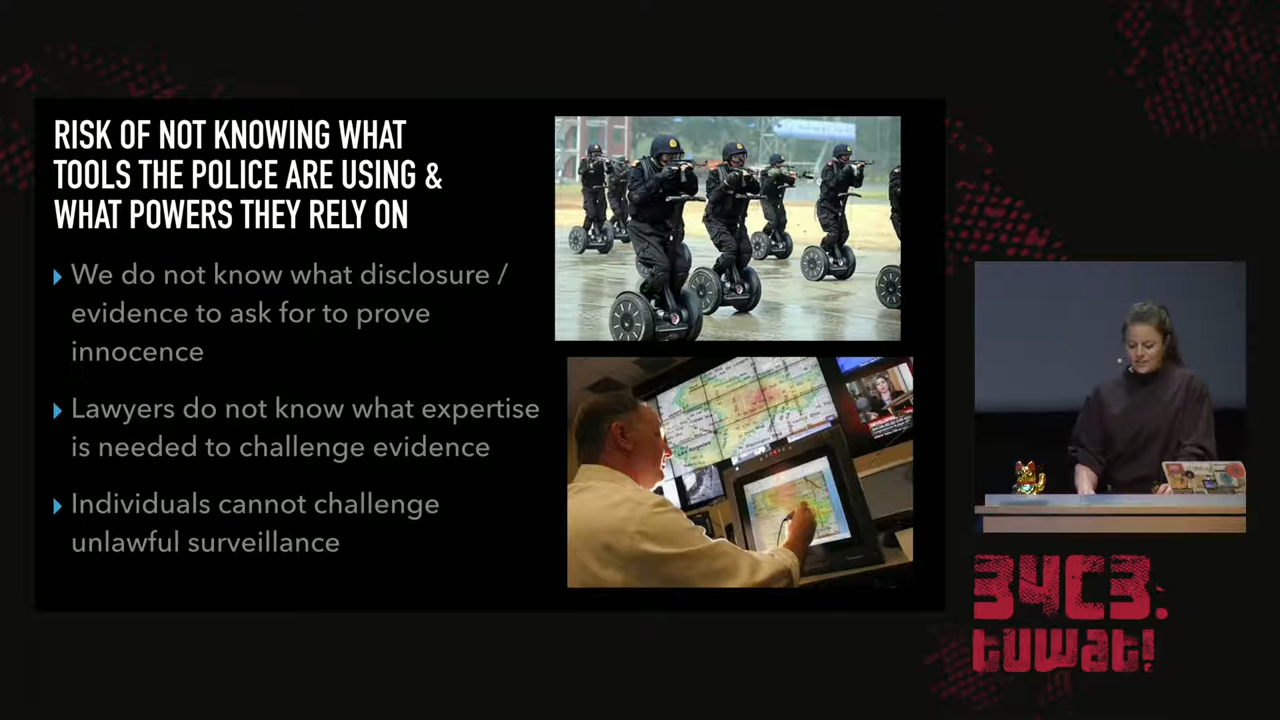 RISK OF NOT KNOWING WHAT
TOOLS THE POLICE ARE USING &
WHAT POWERS THEY RELY ON
We do not know what disclosure /
evidence to ask for to prove
innocence
Lawyers do not know what expertise
is needed to challenge evidence
Individuals cannot challenge
unlawful surveillance
34C3.
tuwat!